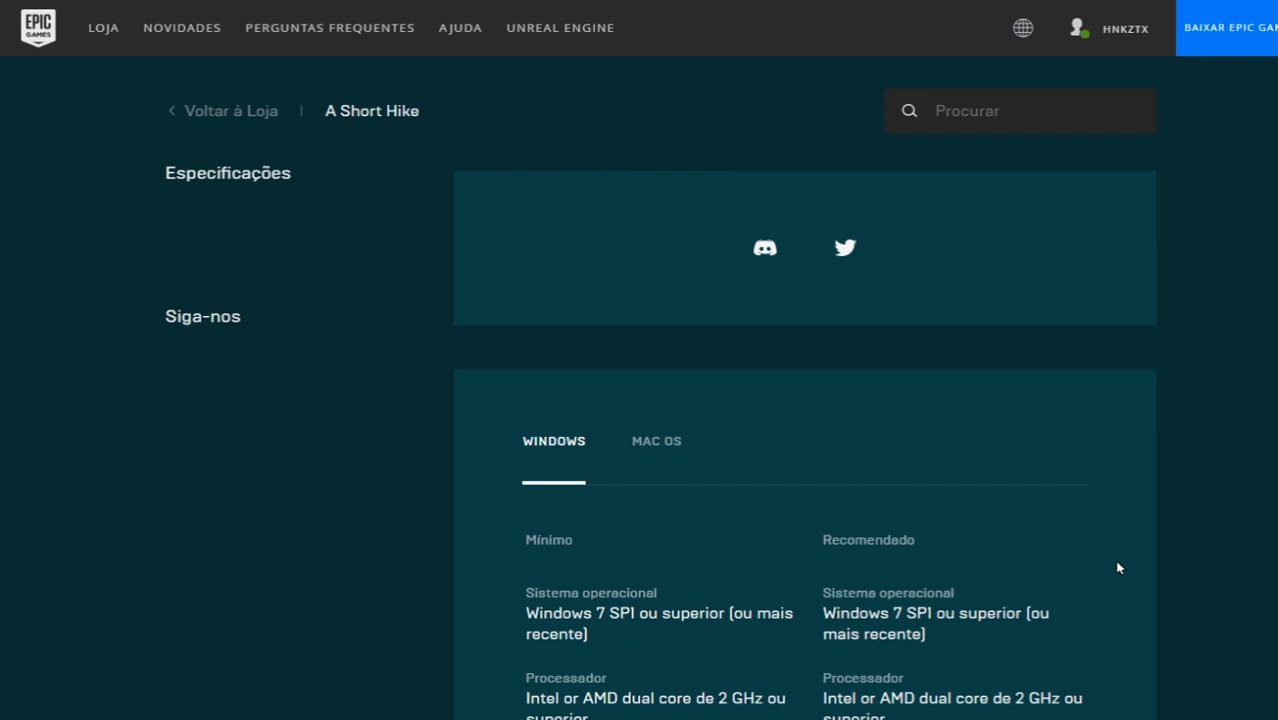 EPIC
GAMES
LOJA NOVIDADES PERGUNTAS FREQUENTES AJUDA UNREAL ENGINE HNKZTX BAIXAR EPIC GA
Voltar à Loja | A Short Hike Procurar
Especificações
Siga-nos
WINDOWS MAC OS
Mínimo Recomendado
Sistema operacional Sistema operacional
Windows 7 SP1 ou superior (ou mais Windows 7 SP1 ou superior (ou
recente) mais recente)
Processador Processador
Intel or AMD dual core de 2 GHz ou Intel or AMD dual core de 2 GHz ou
superior superior